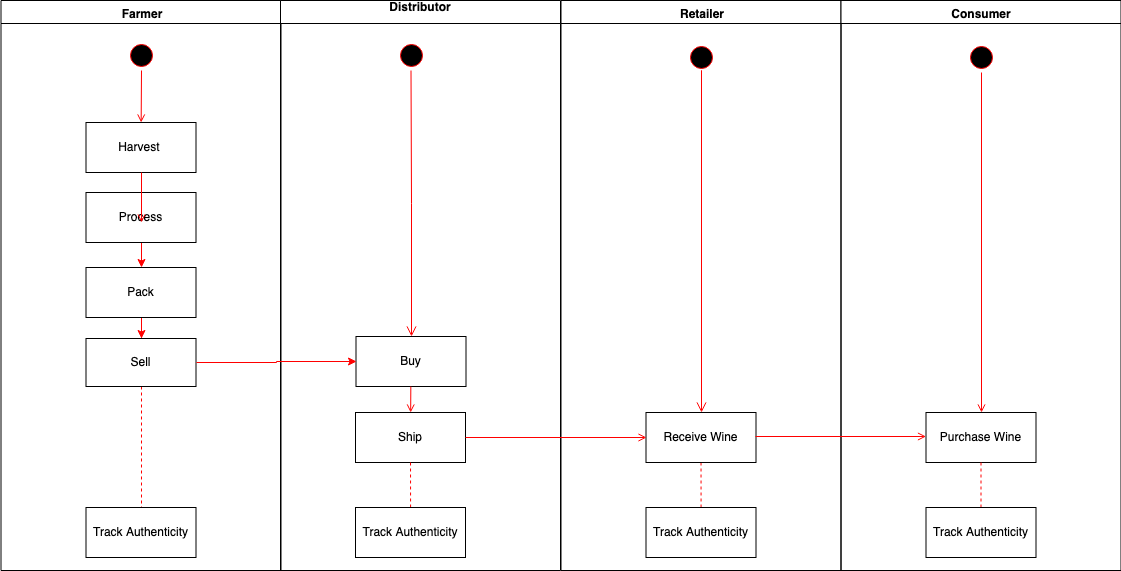 Farmer
Distributor
Retailer
Consumer
Harvest
Process
Pack
Sell
Buy
Ship
Receive Wine
Purchase Wine
Track Authenticity
Track Authenticity
Track Authenticity
Track Authenticity